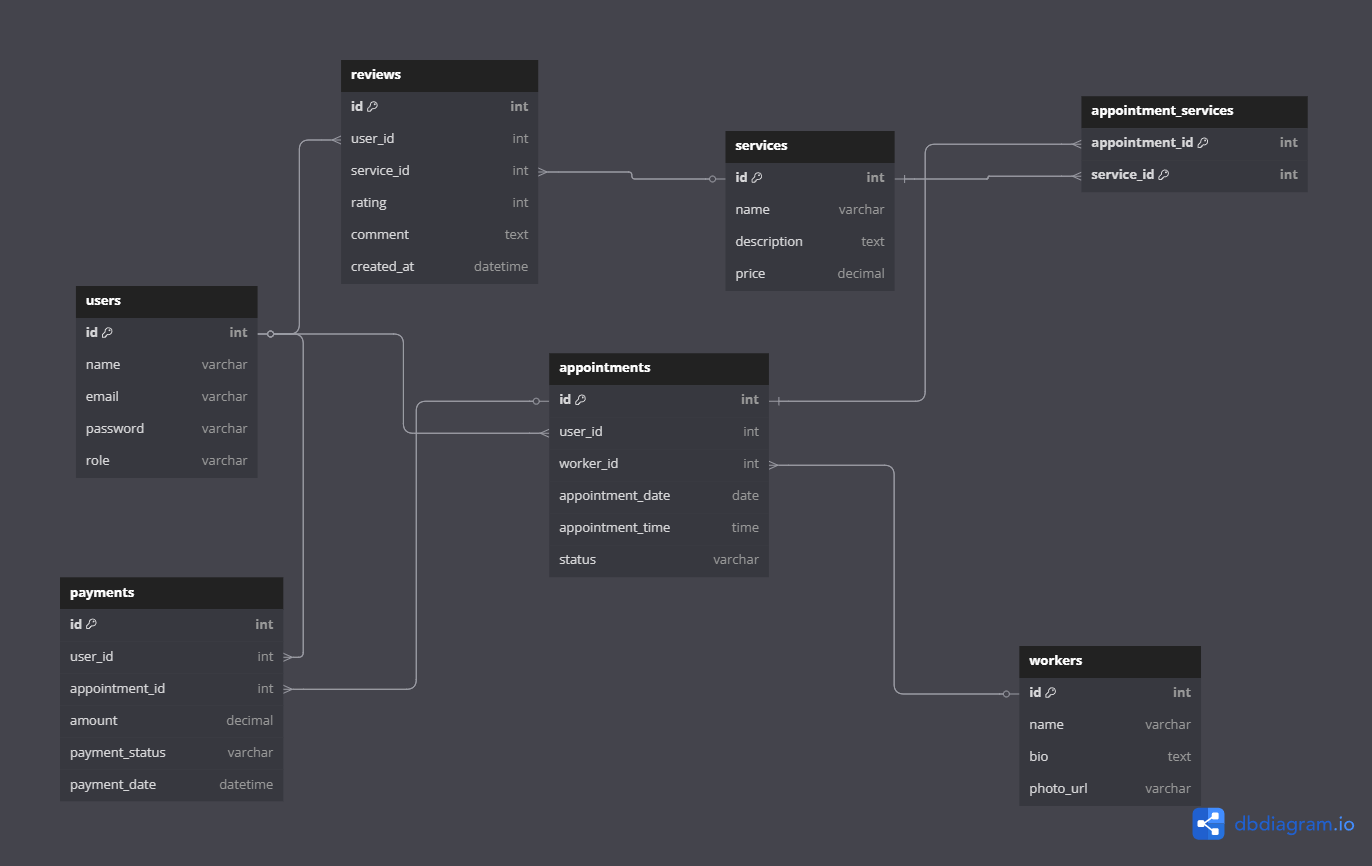 reviews
id int
user_id int
service_id int
rating int
comment text
created_at datetime
services
id int
name varchar
description text
price decimal
appointment_services
appointment_id int
service_id int
users
id int
name varchar
email varchar
password varchar
role varchar
appointments
id int
user_id int
worker_id int
appointment_date date
appointment_time time
status varchar
payments
id int
user_id int
appointment_id int
amount decimal
payment_status varchar
payment_date datetime
workers
id int
name varchar
bio text
photo_url varchar
dbdiagram.io